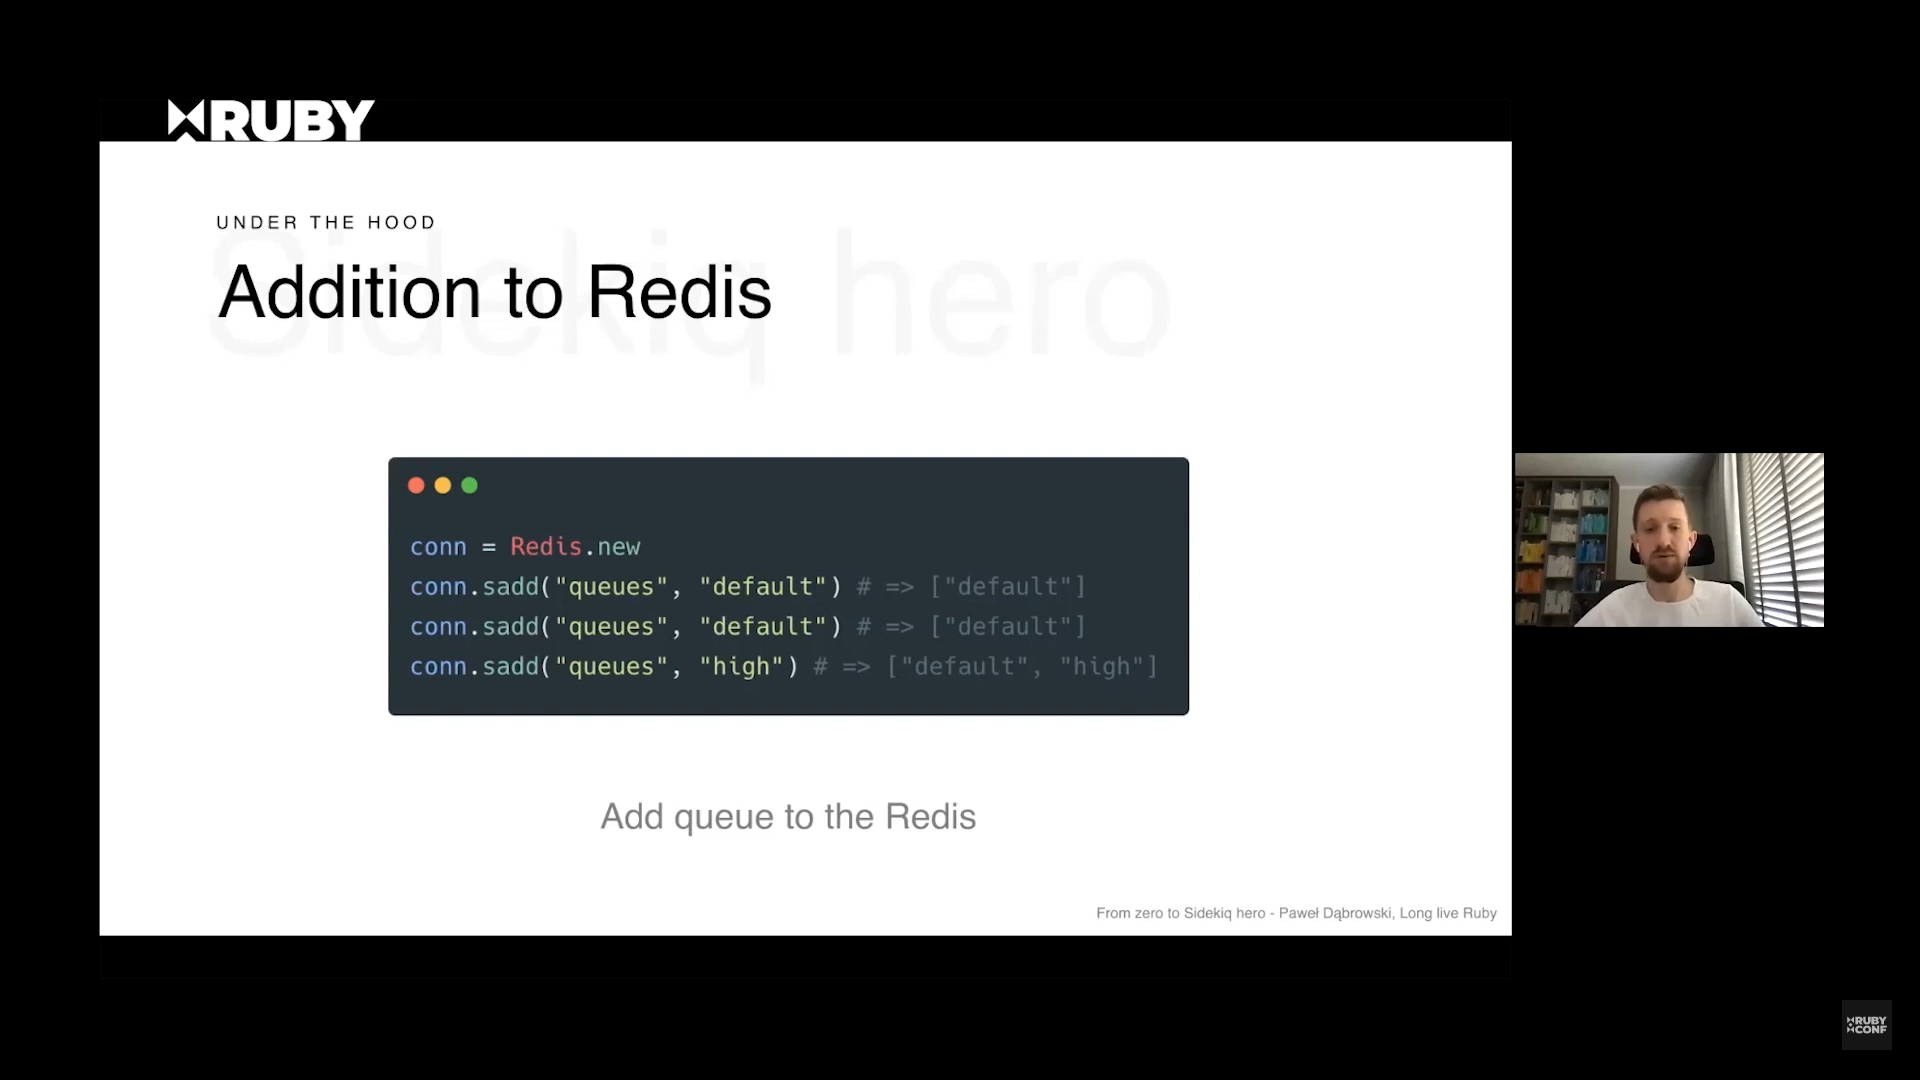 RUBY
UNDER THE HOOD
Sidekiq hero
Addition to Redis
conn = Redis.new
conn.sadd("queues", "default") # => ["default"]
conn.sadd("queues", "default") # => ["default"]
conn.sadd("queues", "high") # => ["default", "high"]
Add queue to the Redis
From zero to Sidekiq hero - Paweł Dąbrowski, Long live Ruby
RUBY
CONF